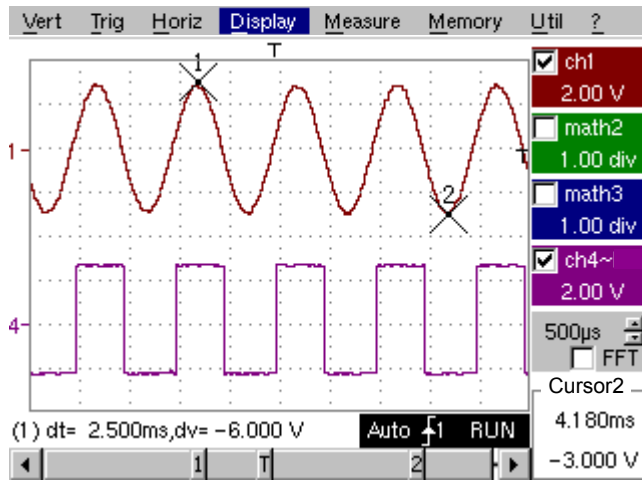 Vert Trig Horiz Display Measure Memory Util ?
T
1
2
1-
T
4-
ch1
2.00 V
math2
1.00 div
math3
1.00 div
ch4~
2.00 V
500µs
FFT
Cursor2
4.180ms
-3.000 V
(1) dt= 2.500ms,dv= -6.000 V
Auto 1 RUN
1 T 2